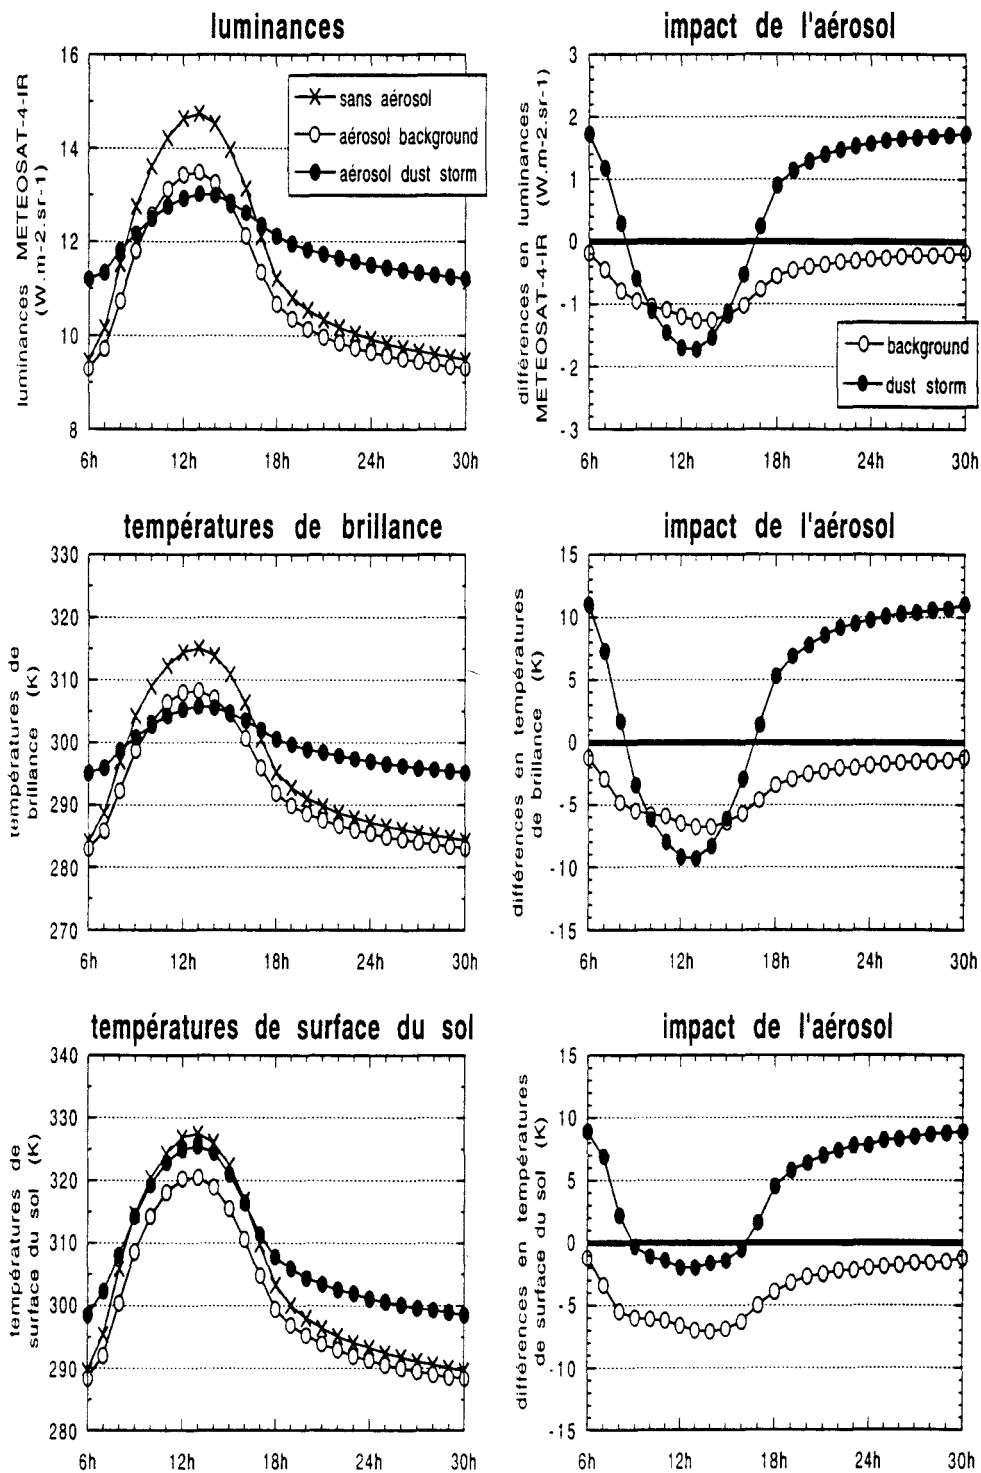 luminances
luminances METEOSAT-4-IR
(W.m-2.sr-1)
16
14
12
10
8
sans aérosol
aérosol background
aérosol dust storm
6h 12h 18h 24h 30h
impact de l'aérosol
différences en luminances
METEOSAT-4-IR (W.m-2.sr-1)
3
2
1
0
-1
-2
-3
background
dust storm
6h 12h 18h 24h 30h
températures de brillance
températures de
brillance (K)
330
320
310
300
290
280
270
6h 12h 18h 24h 30h
impact de l'aérosol
différences en températures
de brillance (K)
15
10
5
0
-5
-10
-15
6h 12h 18h 24h 30h
températures de surface du sol
températures de
surface du sol (K)
340
330
320
310
300
290
280
6h 12h 18h 24h 30h
impact de l'aérosol
différences en températures
de surface du sol (K)
15
10
5
0
-5
-10
-15
6h 12h 18h 24h 30h